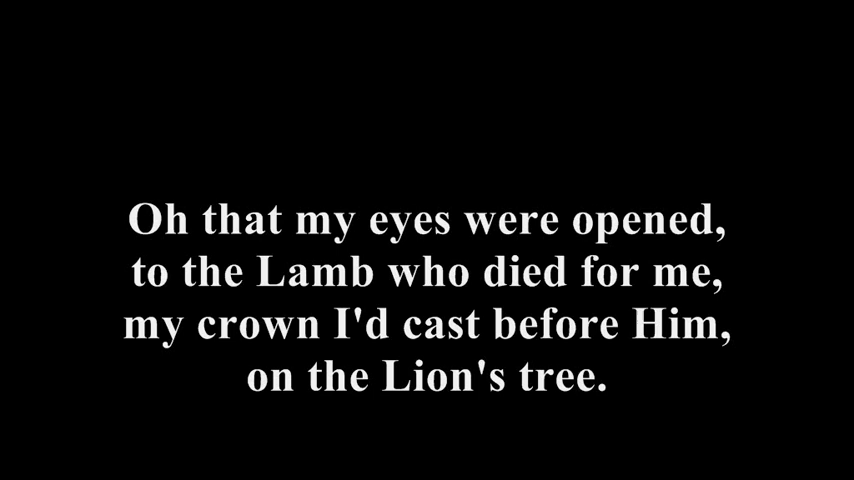 Oh that my eyes were opened,
to the Lamb who died for me,
my crown I'd cast before Him,
on the Lion's tree.